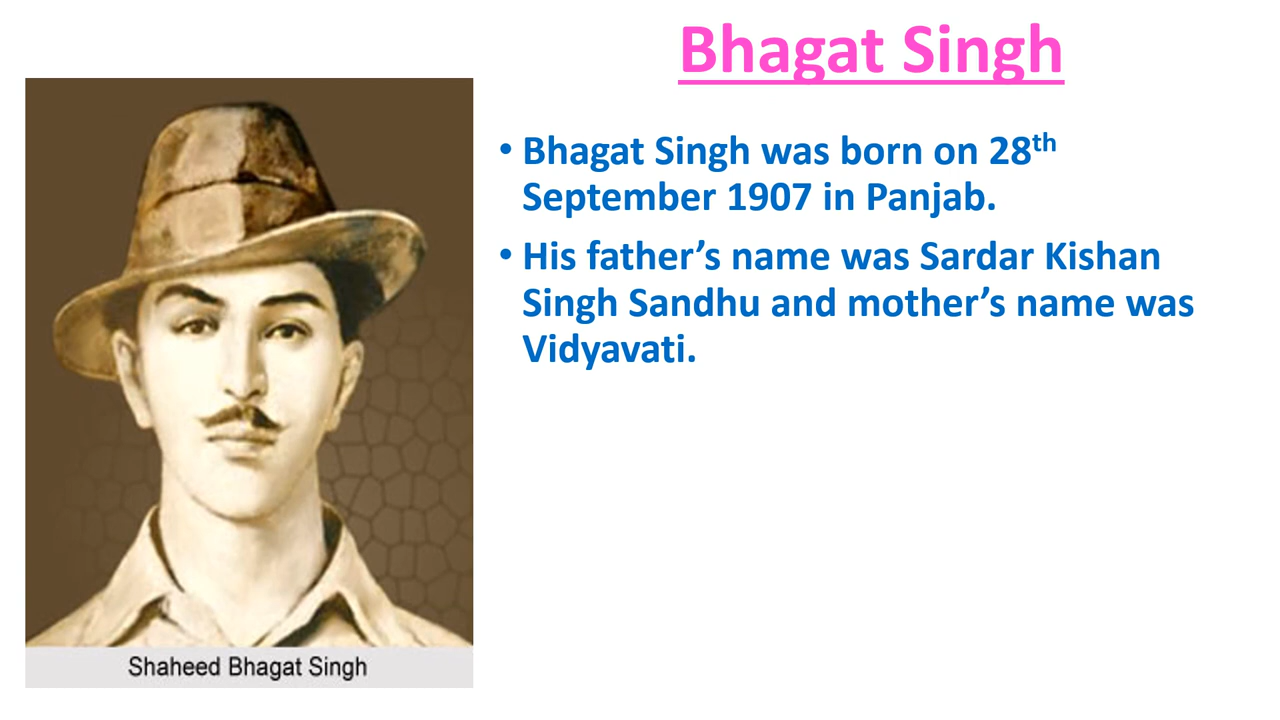 Bhagat Singh
• Bhagat Singh was born on 28th
September 1907 in Panjab.
• His father’s name was Sardar Kishan
Singh Sandhu and mother’s name was
Vidyavati.
Shaheed Bhagat Singh